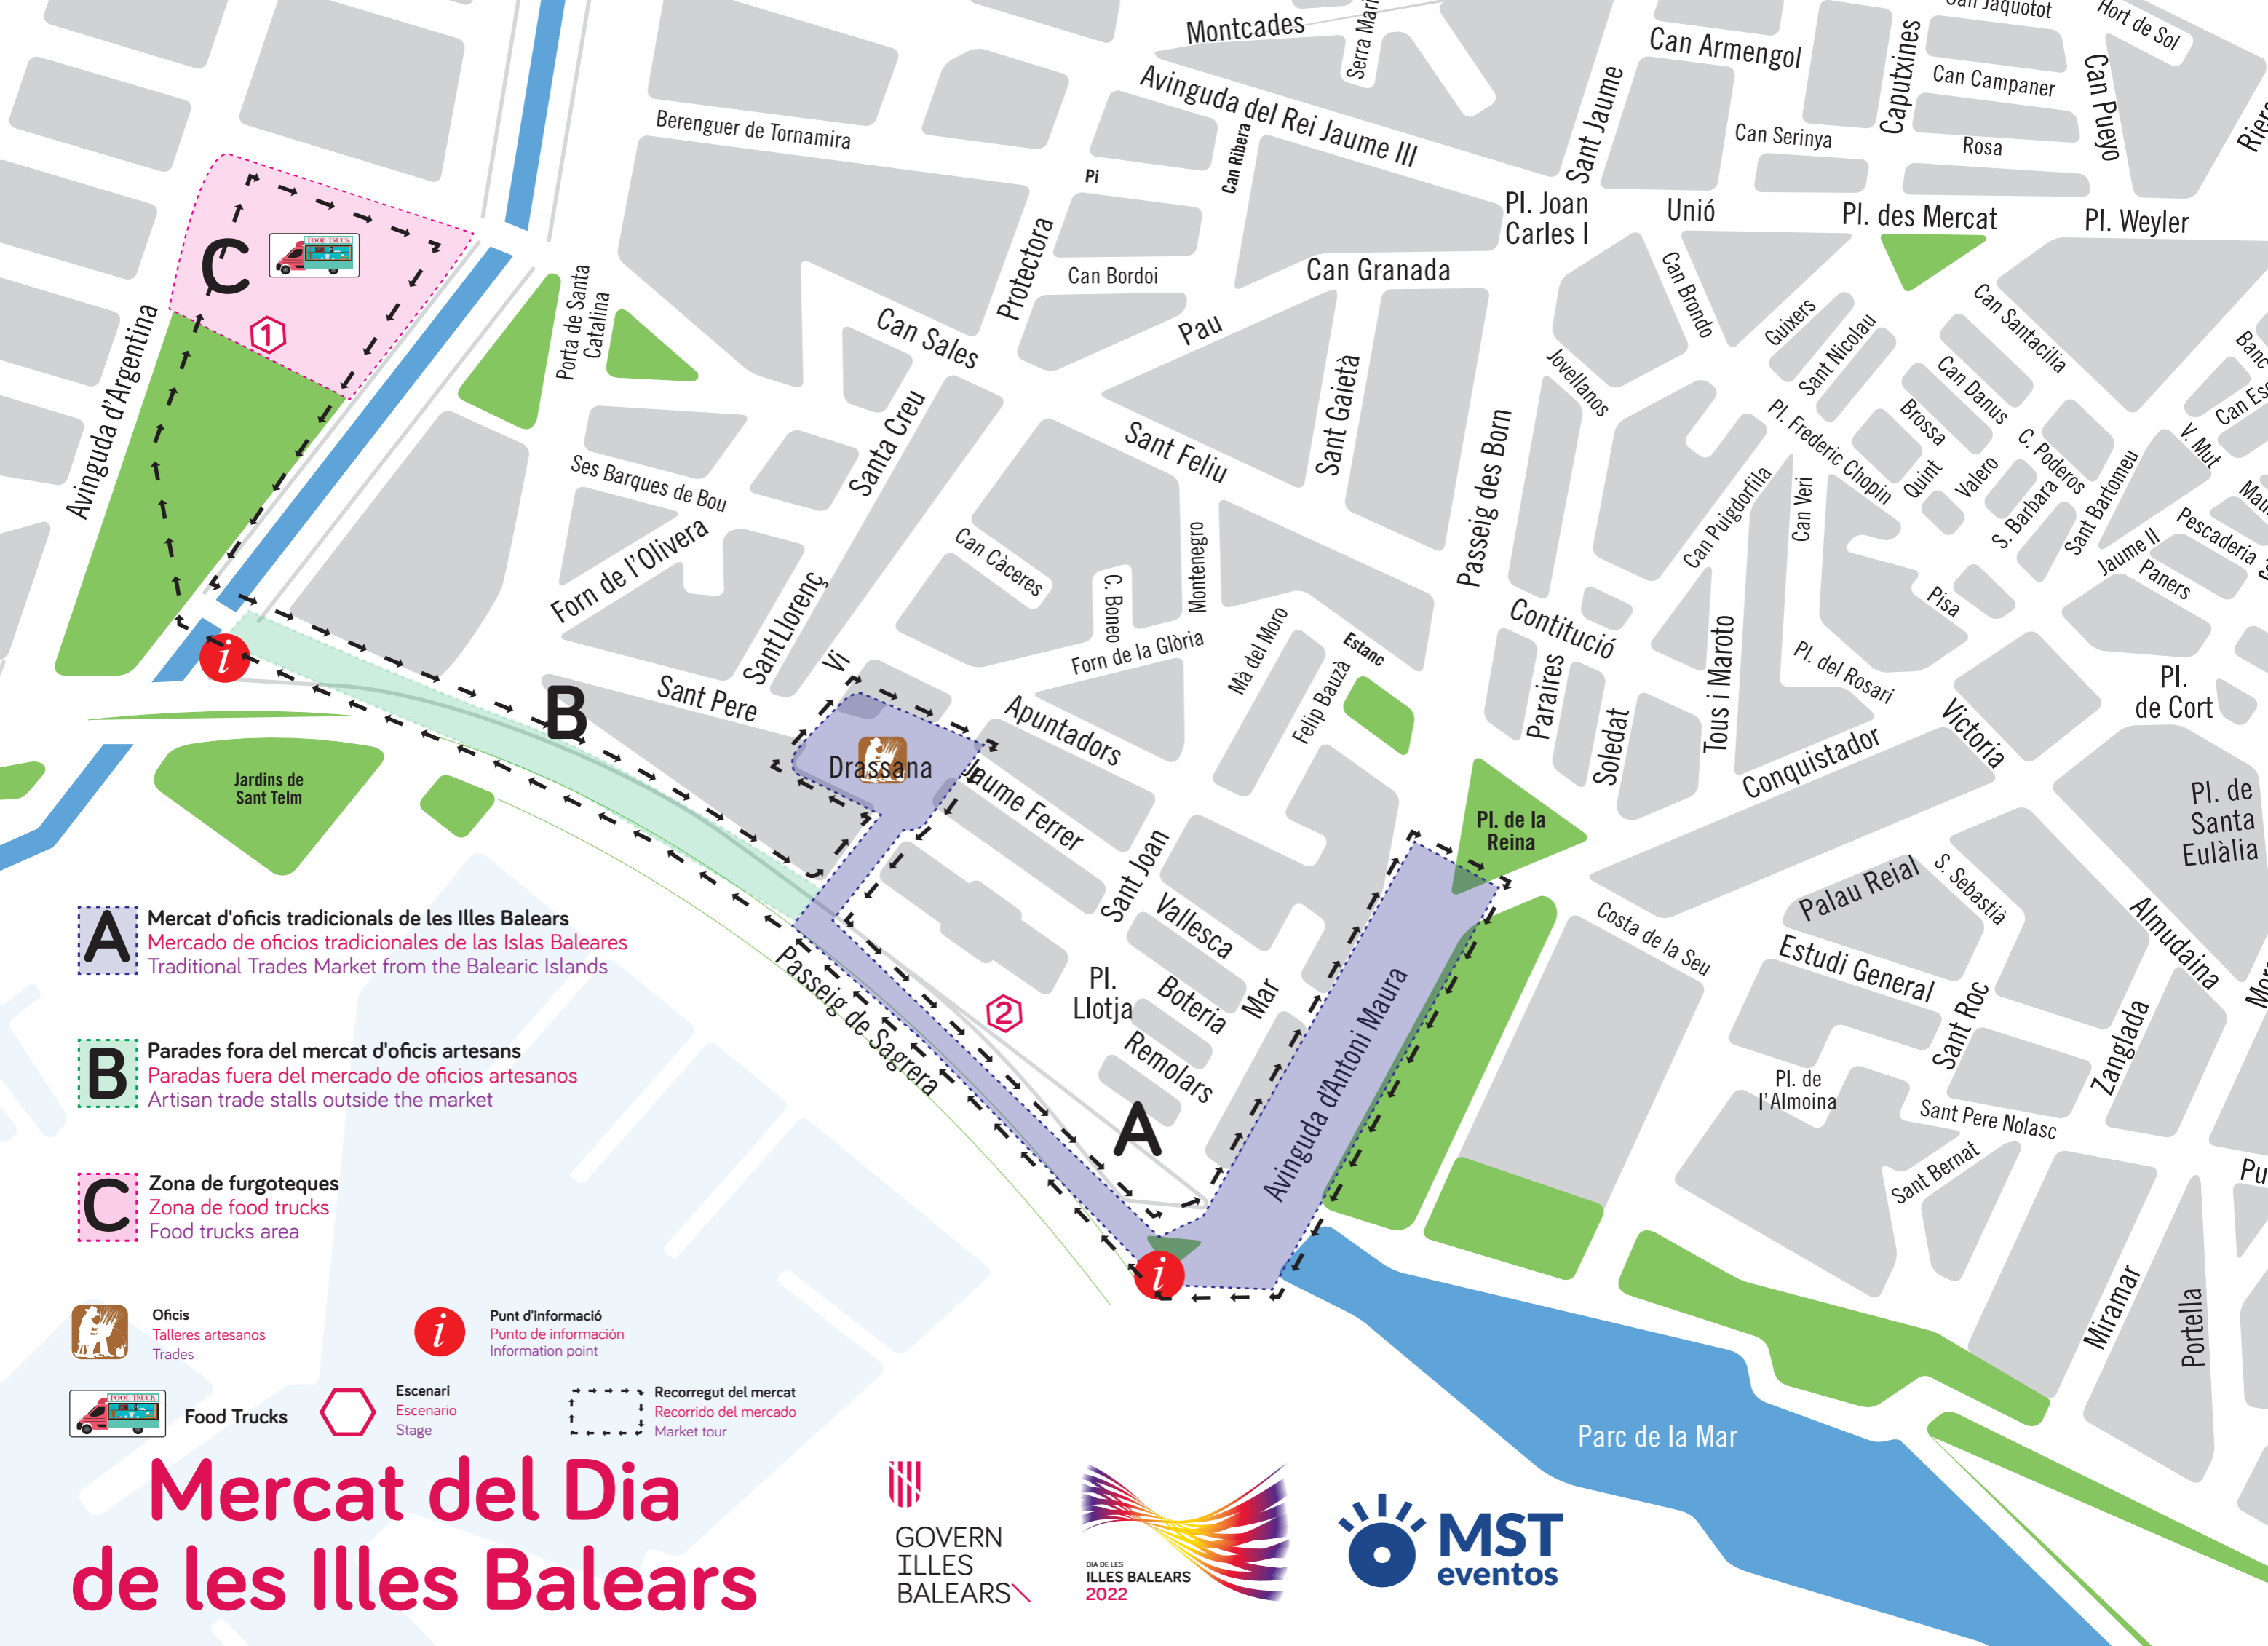 Montcades
Serra Marí
Avinguda del Rei Jaume III
Sant Jaume
Can Armengol
Caputxines
Can Jaquotot
Hort de Sol
Can Campaner
Can Pueyo
Can Serinya
Rosa
Berenguer de Tornamira
Can Ribera
Pi
Pl. Joan
Carles I
Unió
Pl. des Mercat
Pl. Weyler
Protectora
Can Bordoi
Can Granada
Can Brondo
Porta de Santa
Catalina
Can Sales
Pau
Guixers
Sant Nicolau
Can Santacilia
C
1
Avinguda d'Argentina
Jovellanos
Sant Gaietà
Can Danus
Brossa
C. Poderos
V. Mut
Santa Creu
Sant Feliu
Passeig des Born
Pl. Frederic Chopin
Quint
Valero
S. Barbara
Sant Bartomeu
Ses Barques de Bou
Can Puigdorfila
Can Veri
Pescaderia
Jaume II
Paners
Forn de l'Olivera
Can Càceres
C. Boneo
Montenegro
Pisa
Sant Llorenç
Forn de la Glòria
Mà del Moro
Estanc
Contitució
Tous i Maroto
Pl. del Rosari
Vi
Felip Bauzà
Paraires
Soledat
Pl.
de Cort
B
Sant Pere
Apuntadors
Victoria
Conquistador
Drassana
Jaume Ferrer
Jardins de
Sant Telm
Pl. de la
Reina
Pl. de
Santa
Eulàlia
Sant Joan
Vallesca
Palau Reial
S. Sebastià
Costa de la Seu
Almudaina
Estudi General
Passeig de Sagrera
Pl.
Llotja
Boteria
Mar
2
Remolars
Avinguda d'Antoni Maura
Sant Roc
Zanglada
Pl. de
l'Almoina
Sant Pere Nolasc
A
Sant Bernat
Miramar
Portella
i
i
Parc de la Mar
A
Mercat d'oficis tradicionals de les Illes Balears
Mercado de oficios tradicionales de las Islas Baleares
Traditional Trades Market from the Balearic Islands
B
Parades fora del mercat d'oficis artesans
Paradas fuera del mercado de oficios artesanos
Artisan trade stalls outside the market
C
Zona de furgoteques
Zona de food trucks
Food trucks area
Oficis
Talleres artesanos
Trades
i
Punt d'informació
Punto de información
Information point
FOOD TRUCK
Food Trucks
Escenari
Escenario
Stage
Recorregut del mercat
Recorrido del mercado
Market tour
Mercat del Dia
de les Illes Balears
GOVERN
ILLES
BALEARS
DIA DE LES
ILLES BALEARS
2022
MST
eventos